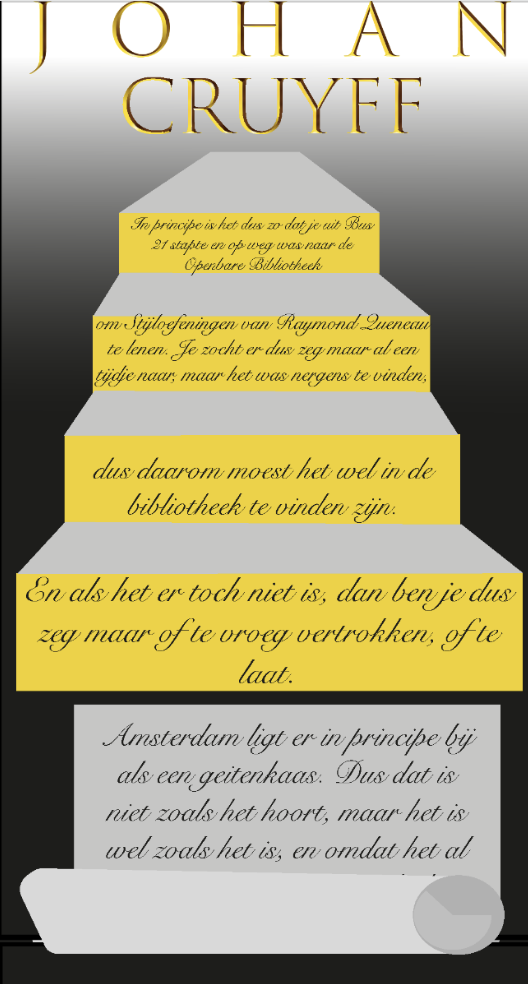 JOHAN
CRUYFF
In principe is het dus zo dat je uit Bus
21 stapte en op weg was naar de
Openbare Bibliotheek
om Stijloefeningen van Raymond Queneau
te lenen. Je zocht er dus zeg maar al een
tijdje naar, maar het was nergens te vinden,
dus daarom moest het wel in de
bibliotheek te vinden zijn.
En als het er toch niet is, dan ben je dus
zeg maar of te vroeg vertrokken, of te
laat.
Amsterdam ligt er in principe bij
als een geitenkaas. Dus dat is
niet zoals het hoort, maar het is
wel zoals het is, en omdat het al